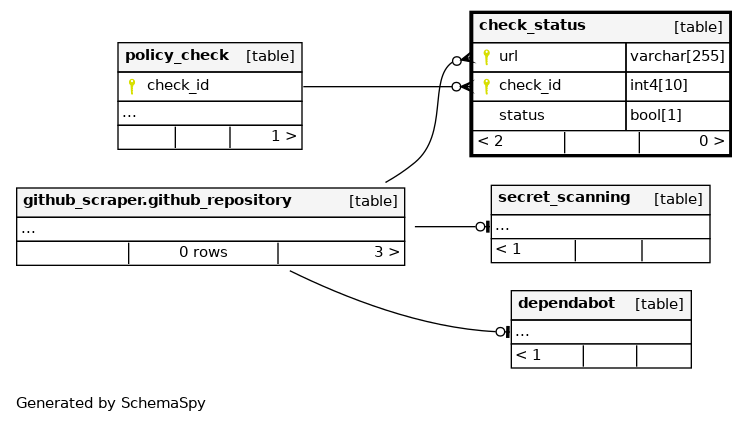 policy_check [table]
check_id
...
1 >
check_status [table]
url varchar[255]
check_id int4[10]
status bool[1]
< 2 0 >
github_scraper.github_repository [table]
...
0 rows 3 >
secret_scanning [table]
...
< 1
dependabot [table]
...
< 1
Generated by SchemaSpy